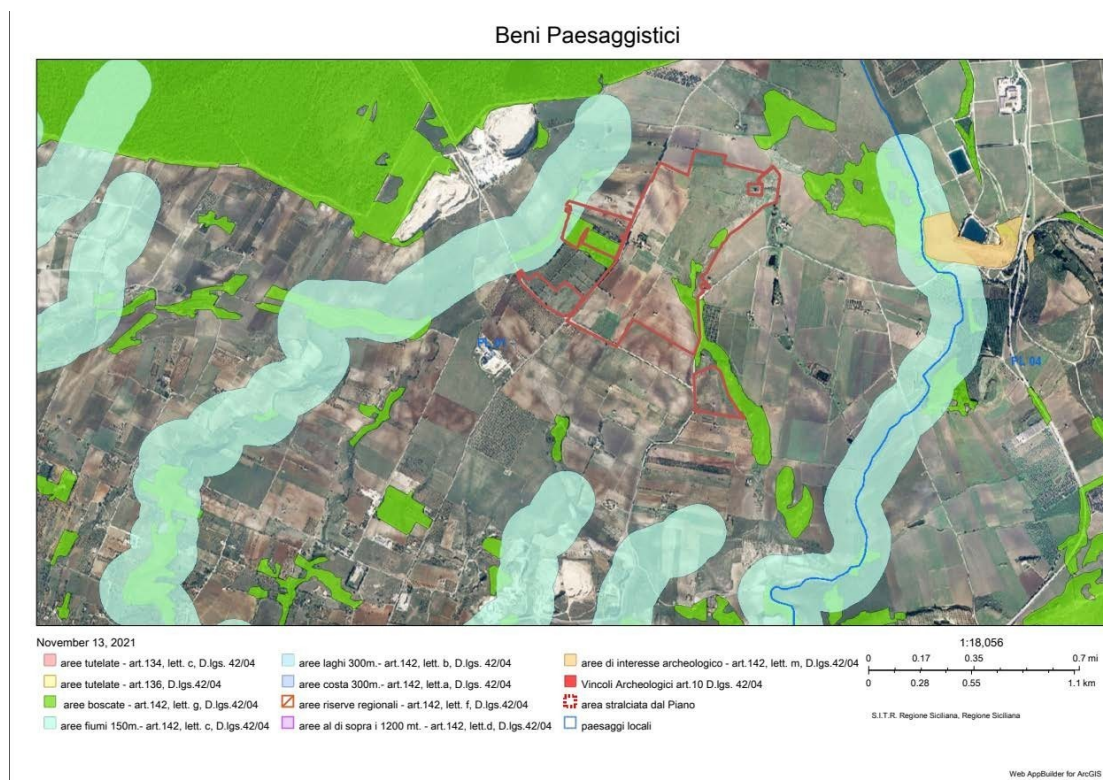 Beni Paesaggistici
PL 04
November 13, 2021
1:18,056
aree tutelate - art.134, lett. c, D.lgs. 42/04
aree tutelate - art.136, D.lgs.42/04
aree boscate - art.142, lett. g, D.lgs.42/04
aree fiumi 150m.- art.142, lett. c, D.lgs.42/04
aree laghi 300m.- art.142, lett. b, D.lgs.42/04
aree costa 300m.- art.142, lett.a, D.lgs. 42/04
aree riserve regionali - art.142, lett. f, D.lgs.42/04
aree al di sopra i 1200 mt. - art.142, lett.d, D.lgs.42/04
aree di interesse archeologico - art.142, lett. m, D.lgs.42/04
Vincoli Archeologici art.10 D.lgs. 42/04
area stralciata dal Piano
paesaggi locali
0 0.17 0.35 0.7 mi
0 0.28 0.55 1.1 km
S.I.T.R. Regione Siciliana, Regione Siciliana
Web AppBuilder for ArcGIS